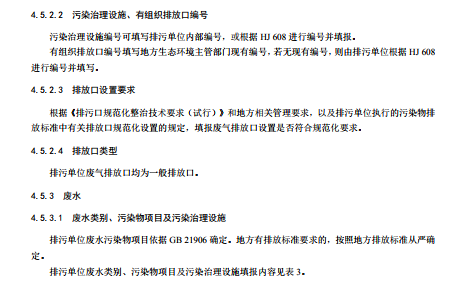 4.5.2.2 污染治理设施、有组织排放口编号
污染治理设施编号可填写排污单位内部编号，或根据 HJ 608 进行编号并填报。
有组织排放口编号填写地方生态环境主管部门现有编号，若无现有编号，则由排污单位根据 HJ 608
进行编号并填写。
4.5.2.3 排放口设置要求
根据《排污口规范化整治技术要求（试行）》和地方相关管理要求，以及排污单位执行的污染物排
放标准中有关排放口规范化设置的规定，填报废气排放口设置是否符合规范化要求。
4.5.2.4 排放口类型
排污单位废气排放口均为一般排放口。
4.5.3 废水
4.5.3.1 废水类别、污染物项目及污染治理设施
排污单位废水污染物项目依据 GB 21906 确定。地方有排放标准要求的，按照地方排放标准从严确
定。
排污单位废水类别、污染物项目及污染治理设施填报内容见表 3。